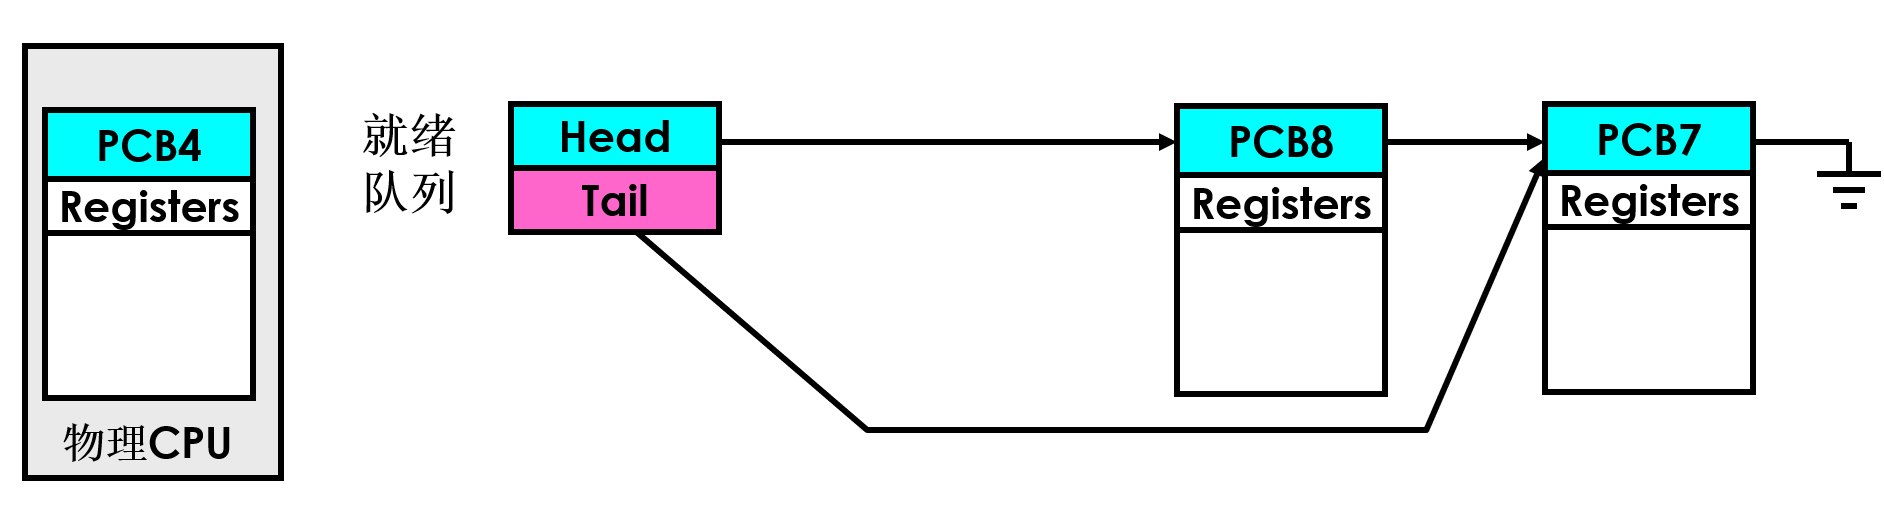 PCB4
Registers
物理CPU
就绪
队列
Head
Tail
PCB8
Registers
PCB7
Registers